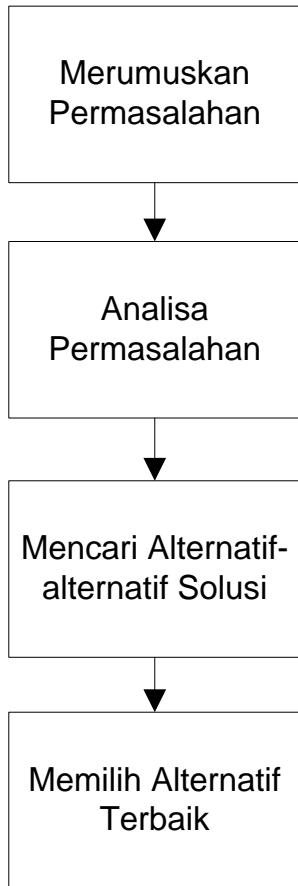 Merumuskan
Permasalahan
Analisa
Permasalahan
Mencari Alternatif-
alternatif Solusi
Memilih Alternatif
Terbaik